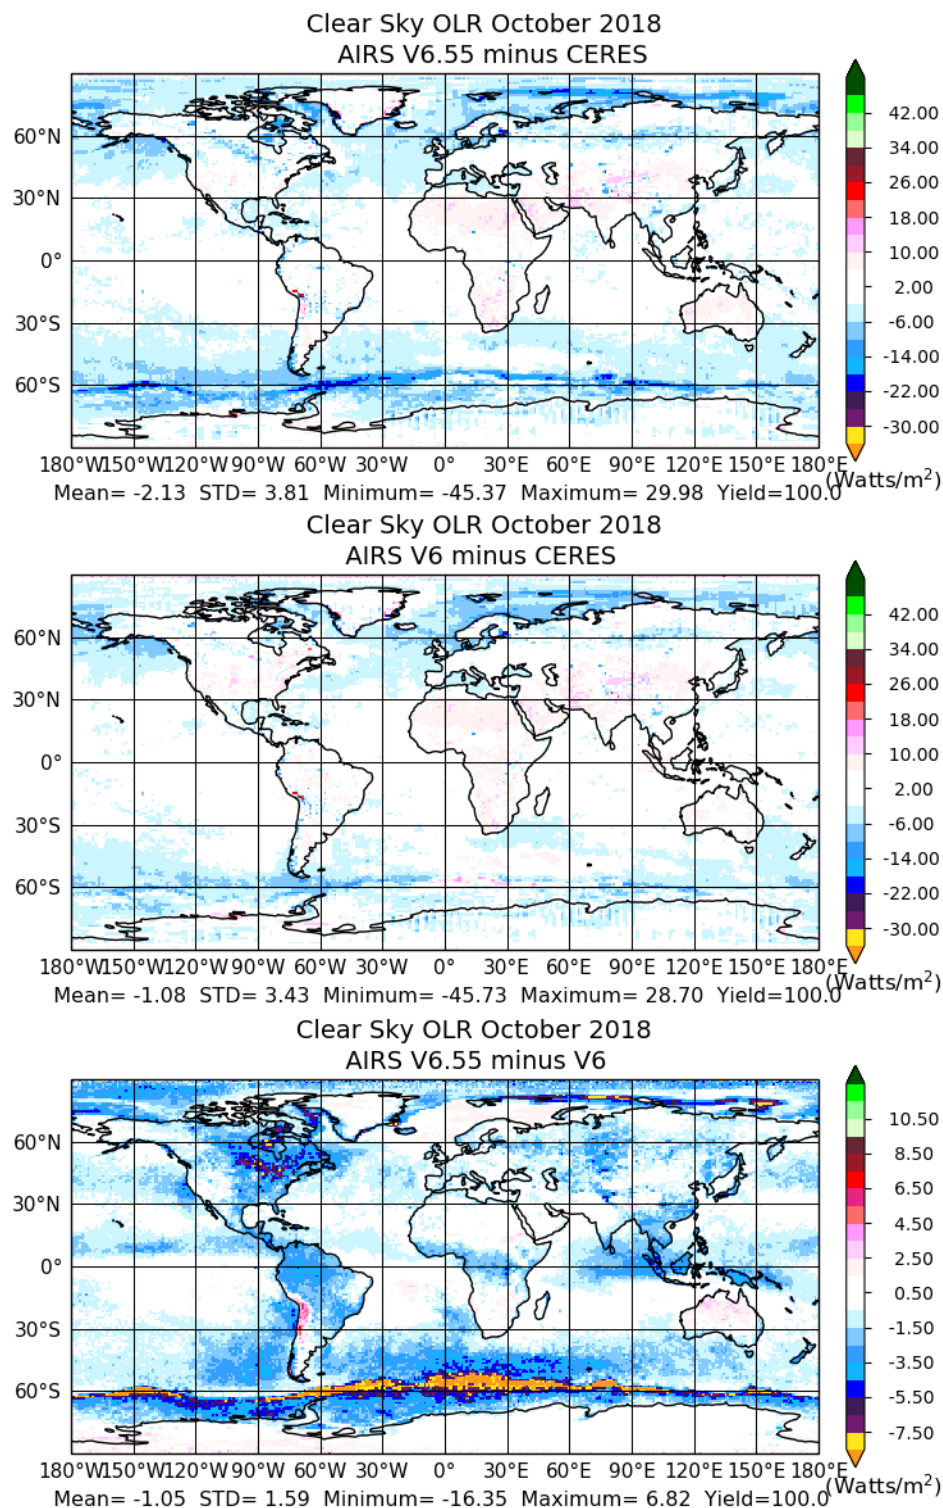 Clear Sky OLR October 2018
AIRS V6.55 minus CERES
42.00
34.00
26.00
18.00
10.00
2.00
-6.00
-14.00
-22.00
-30.00
60°N
30°N
0°
30°S
60°S
180°W150°W120°W 90°W 60°W 30°W 0° 30°E 60°E 90°E 120°E 150°E 180°E
(Watts/m²)
Mean= -2.13 STD= 3.81 Minimum= -45.37 Maximum= 29.98 Yield=100.0
Clear Sky OLR October 2018
AIRS V6 minus CERES
42.00
34.00
26.00
18.00
10.00
2.00
-6.00
-14.00
-22.00
-30.00
60°N
30°N
0°
30°S
60°S
180°W150°W120°W 90°W 60°W 30°W 0° 30°E 60°E 90°E 120°E 150°E 180°E
(Watts/m²)
Mean= -1.08 STD= 3.43 Minimum= -45.73 Maximum= 28.70 Yield=100.0
Clear Sky OLR October 2018
AIRS V6.55 minus V6
10.50
8.50
6.50
4.50
2.50
0.50
-1.50
-3.50
-5.50
-7.50
60°N
30°N
0°
30°S
60°S
180°W150°W120°W 90°W 60°W 30°W 0° 30°E 60°E 90°E 120°E 150°E 180°E
(Watts/m²)
Mean= -1.05 STD= 1.59 Minimum= -16.35 Maximum= 6.82 Yield=100.0